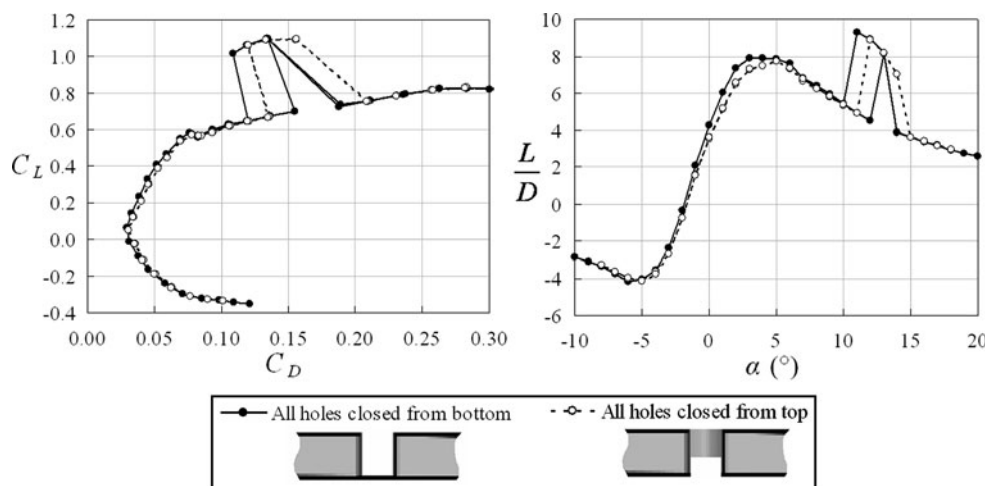 1.2
1.0
0.8
0.6
0.4
0.2
0.0
-0.2
-0.4
C_L
0.00 0.05 0.10 0.15 0.20 0.25 0.30
C_D
10
8
6
4
2
0
-2
-4
-6
L
D
-10 -5 0 5 10 15 20
α (°)
All holes closed from bottom
All holes closed from top